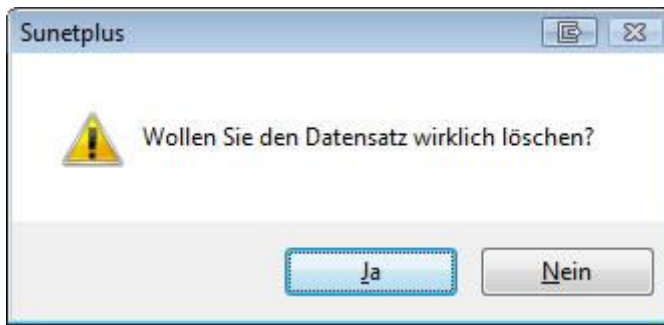 Sunetplus
Wollen Sie den Datensatz wirklich löschen?
Ja
Nein